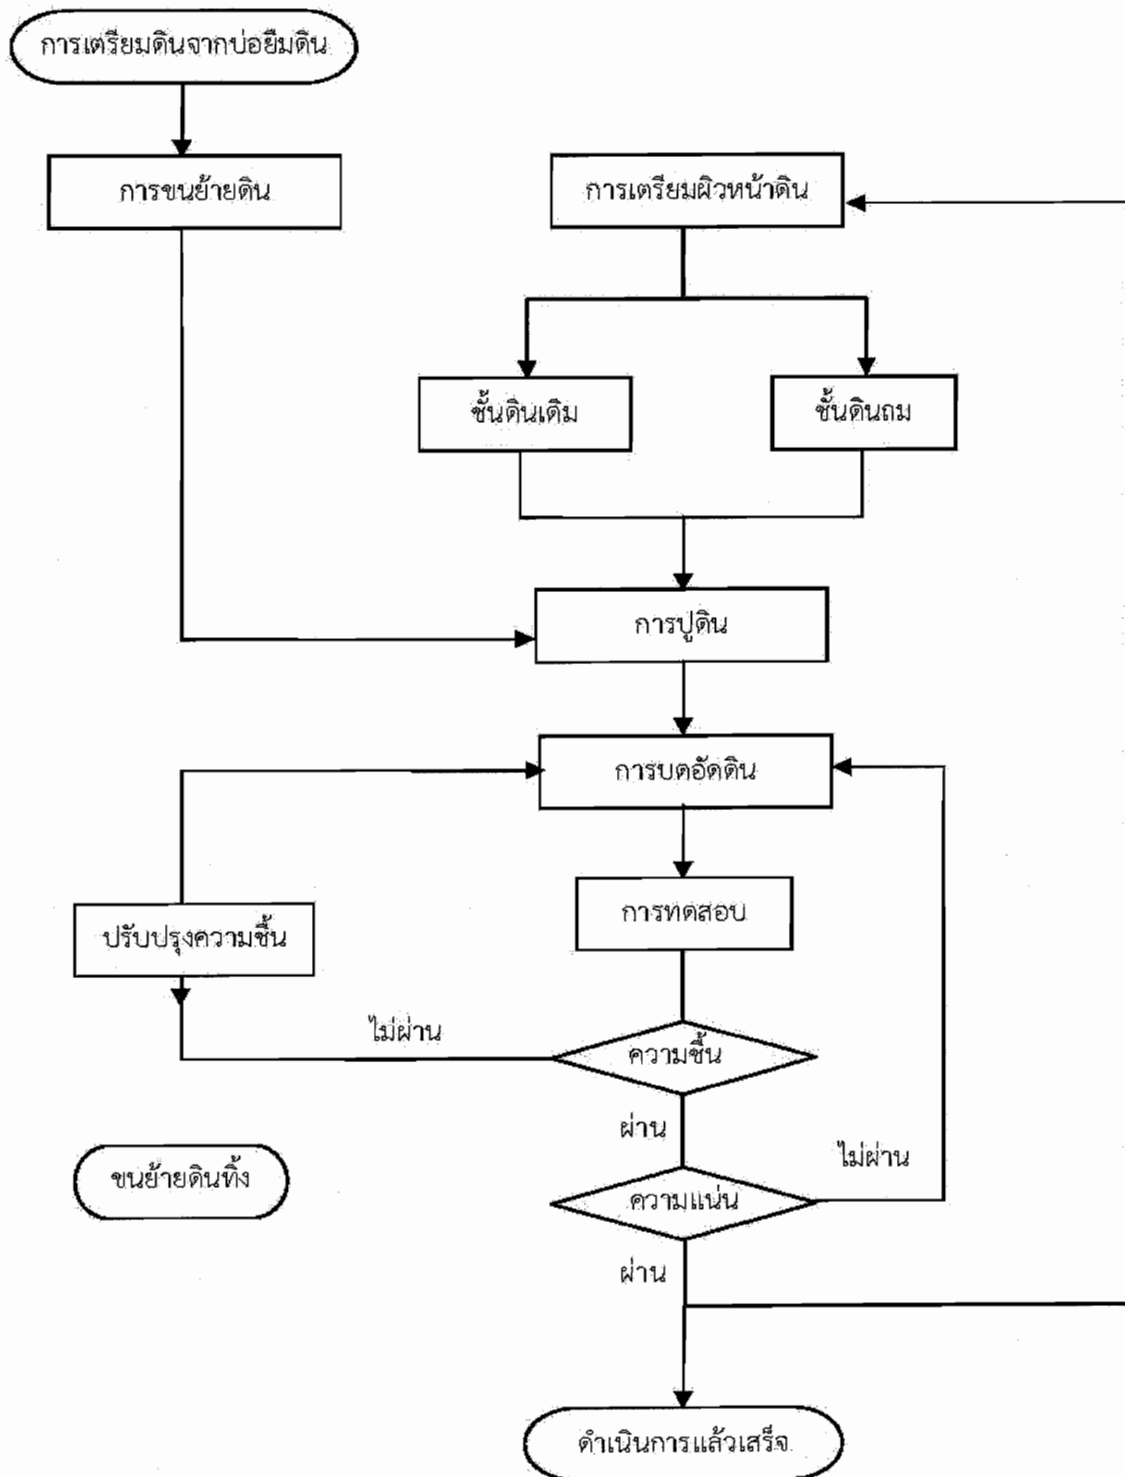 การเตรียมดินจากบ่อยืมดิน
การขนย้ายดิน
การเตรียมผิวหน้าดิน
ชั้นดินเดิม
ชั้นดินถม
การปูดิน
การบดอัดดิน
การทดสอบ
ปรับปรุงความชื้น
ไม่ผ่าน
ความชื้น
ผ่าน
ไม่ผ่าน
ขนย้ายดินทิ้ง
ความแน่น
ผ่าน
ดำเนินการแล้วเสร็จ